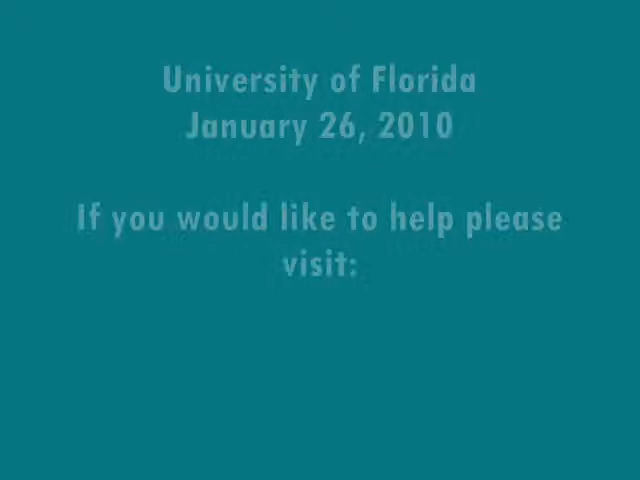 University of Florida
January 26, 2010
If you would like to help please
visit: